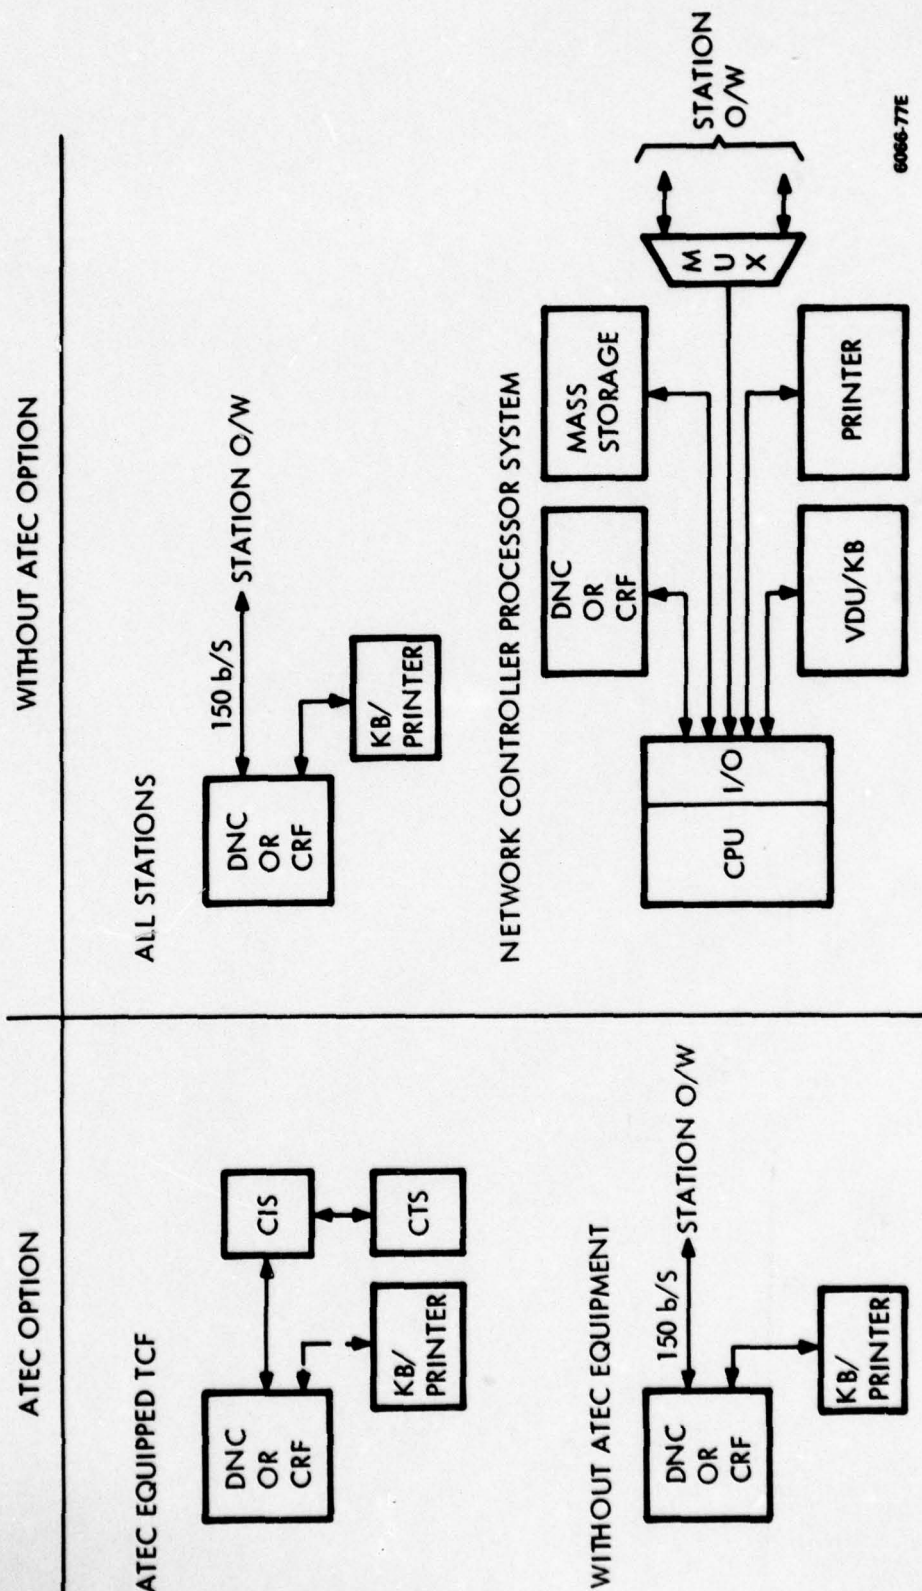 ATEC OPTION
WITHOUT ATEC OPTION
ATEC EQUIPPED TCF
DNC
OR
CRF
CIS
CTS
KB/
PRINTER
WITHOUT ATEC EQUIPMENT
DNC
OR
CRF
150 b/S
STATION O/W
KB/
PRINTER
ALL STATIONS
DNC
OR
CRF
150 b/S
STATION O/W
KB/
PRINTER
NETWORK CONTROLLER PROCESSOR SYSTEM
CPU
I/O
DNC
OR
CRF
MASS
STORAGE
VDU/KB
PRINTER
M
U
X
STATION
O/W
6066-77E